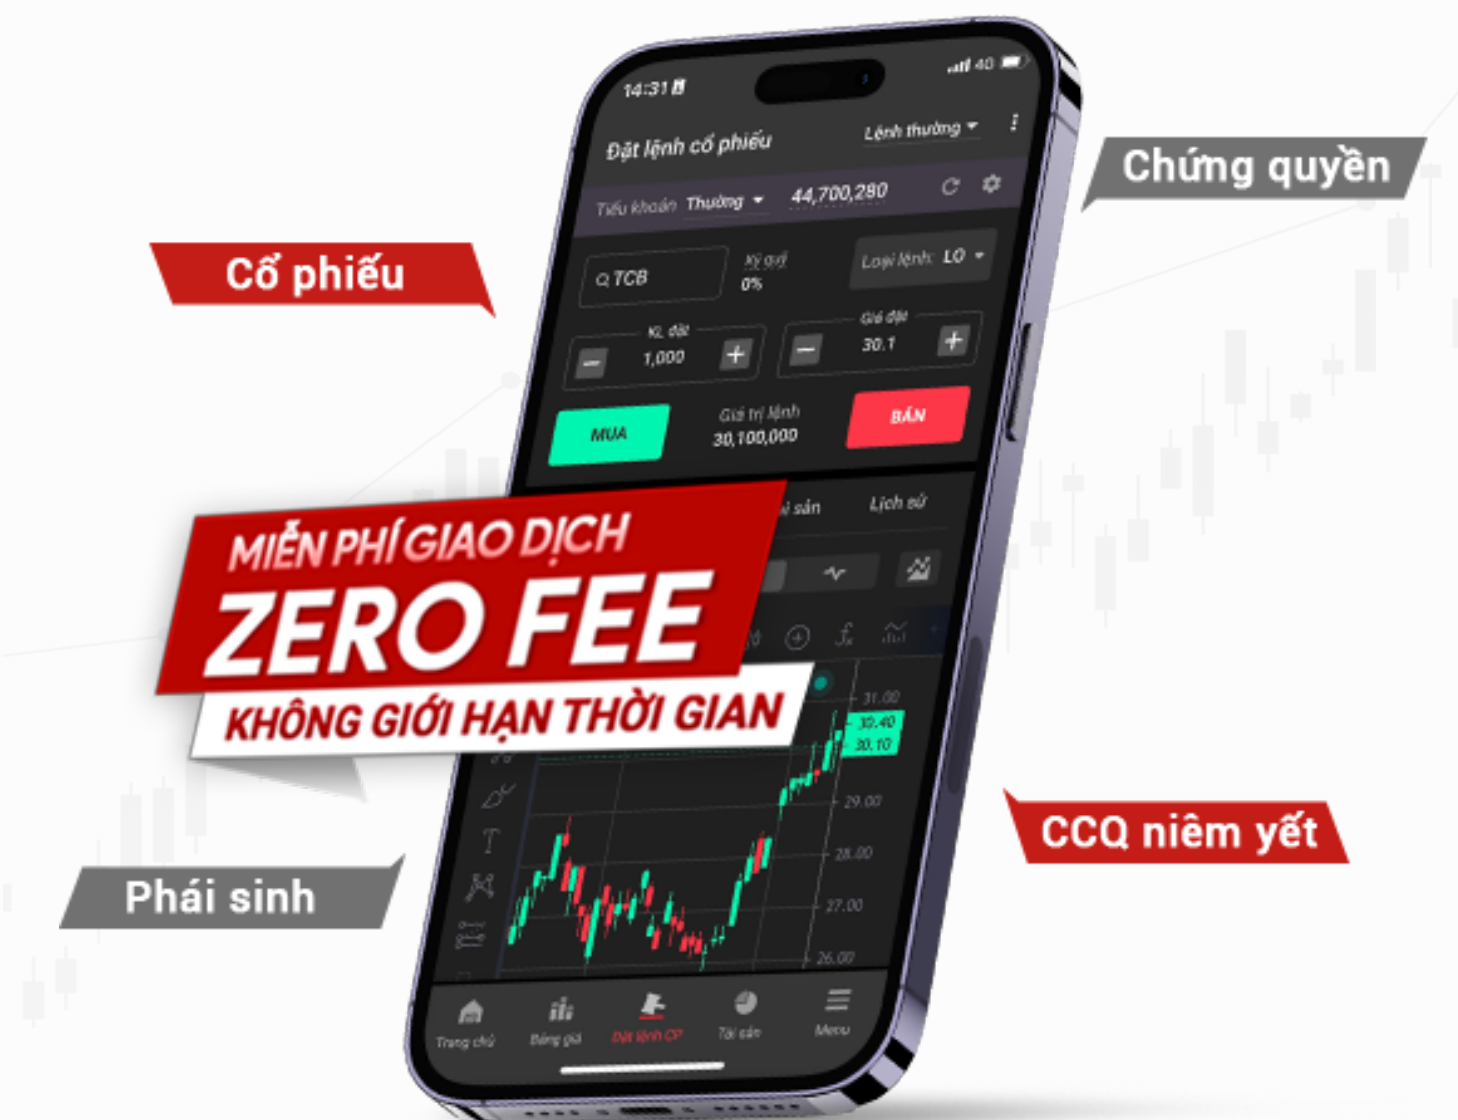 14:31
40
Đặt lệnh cổ phiếu
Lệnh thường
Tiểu khoản Thường 44,700,280
Chứng quyền
Cổ phiếu
TCB
Ký quỹ
0%
Loại lệnh: LO
KL đặt
1,000
Giá đặt
30.1
MUA
Giá trị lệnh
30,100,000
BÁN
sản
Lịch sử
MIỄN PHÍ GIAO DỊCH
ZERO FEE
KHÔNG GIỚI HẠN THỜI GIAN
31.00
30.40
30.10
29.00
28.00
27.00
26.00
CCQ niêm yết
Phái sinh
Trang chủ
Bảng giá
Đặt lệnh CP
Tài sản
Menu